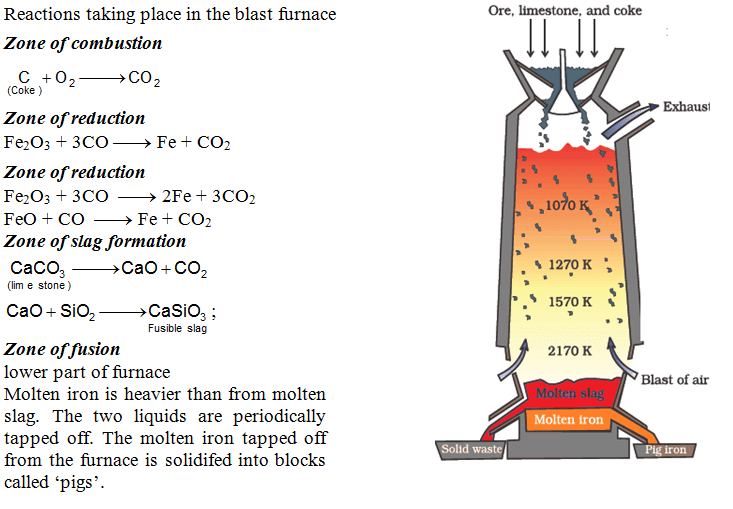 Reactions taking place in the blast furnace
Zone of combustion
C + O₂ ⟶ CO₂
(Coke )
Zone of reduction
Fe₂O₃ + 3CO ⟶ Fe + CO₂
Zone of reduction
Fe₂O₃ + 3CO ⟶ 2Fe + 3CO₂
FeO + CO ⟶ Fe + CO₂
Zone of slag formation
CaCO₃ ⟶ CaO + CO₂
(lim e stone )
CaO + SiO₂ ⟶ CaSiO₃ ;
Fusible slag
Zone of fusion
lower part of furnace
Molten iron is heavier than from molten
slag. The two liquids are periodically
tapped off. The molten iron tapped off
from the furnace is solidifed into blocks
called ‘pigs’.
Ore, limestone, and coke
Exhaust
1070 K
1270 K
1570 K
2170 K
Blast of air
Molten slag
Molten iron
Solid waste
Pig iron